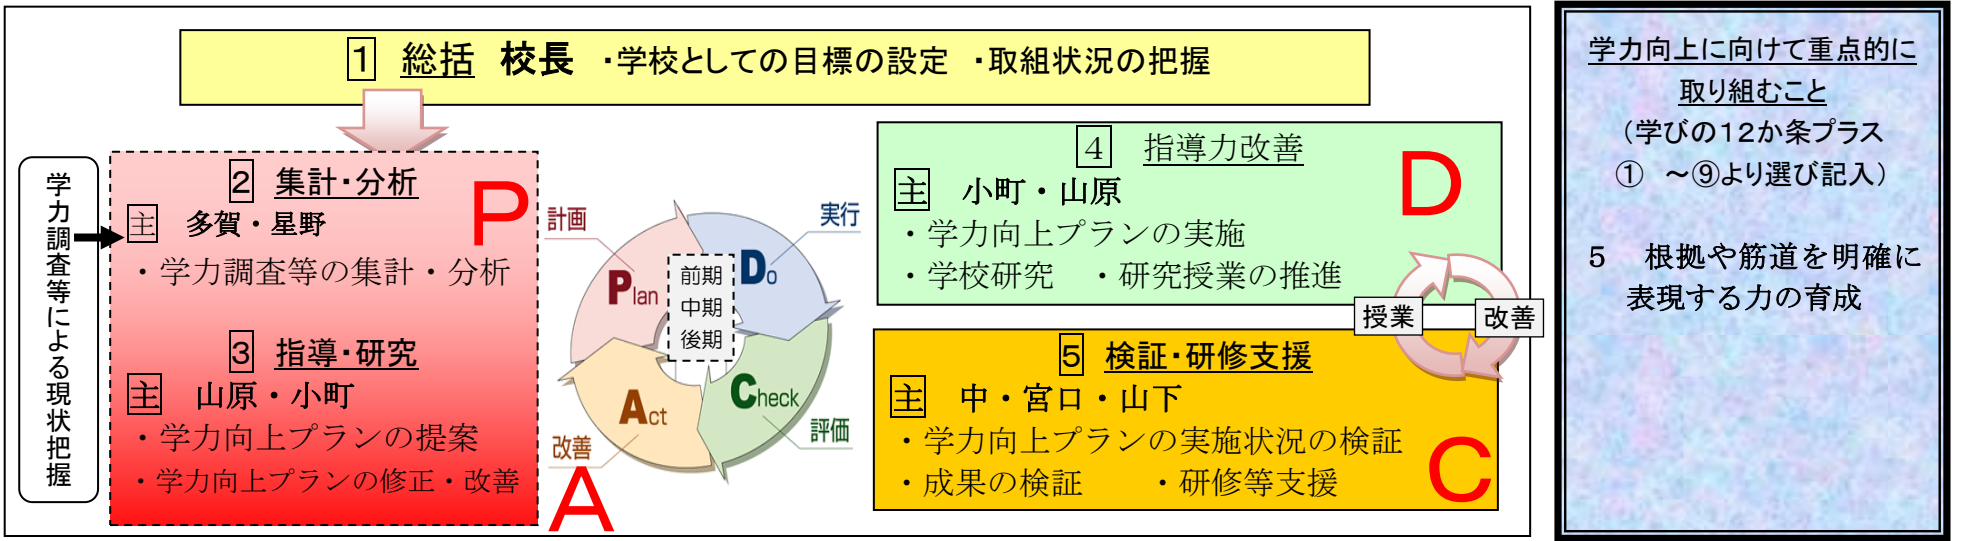 1 総括 校長 ・学校としての目標の設定 ・取組状況の把握
学力調査等による現状把握
2 集計・分析
P
主 多賀・星野
・学力調査等の集計・分析
3 指導・研究
主 山原・小町
・学力向上プランの提案
・学力向上プランの修正・改善
A
計画
実行
Plan
Do
前期
中期
後期
Act
Check
改善
評価
4 指導力改善
D
主 小町・山原
・学力向上プランの実施
・学校研究 ・研究授業の推進
授業
改善
5 検証・研修支援
主 中・宮口・山下
・学力向上プランの実施状況の検証
・成果の検証 ・研修等支援
C
学力向上に向けて重点的に
取り組むこと
（学びの１２か条プラス
① ～⑨より選び記入）
５ 根拠や筋道を明確に
表現する力の育成